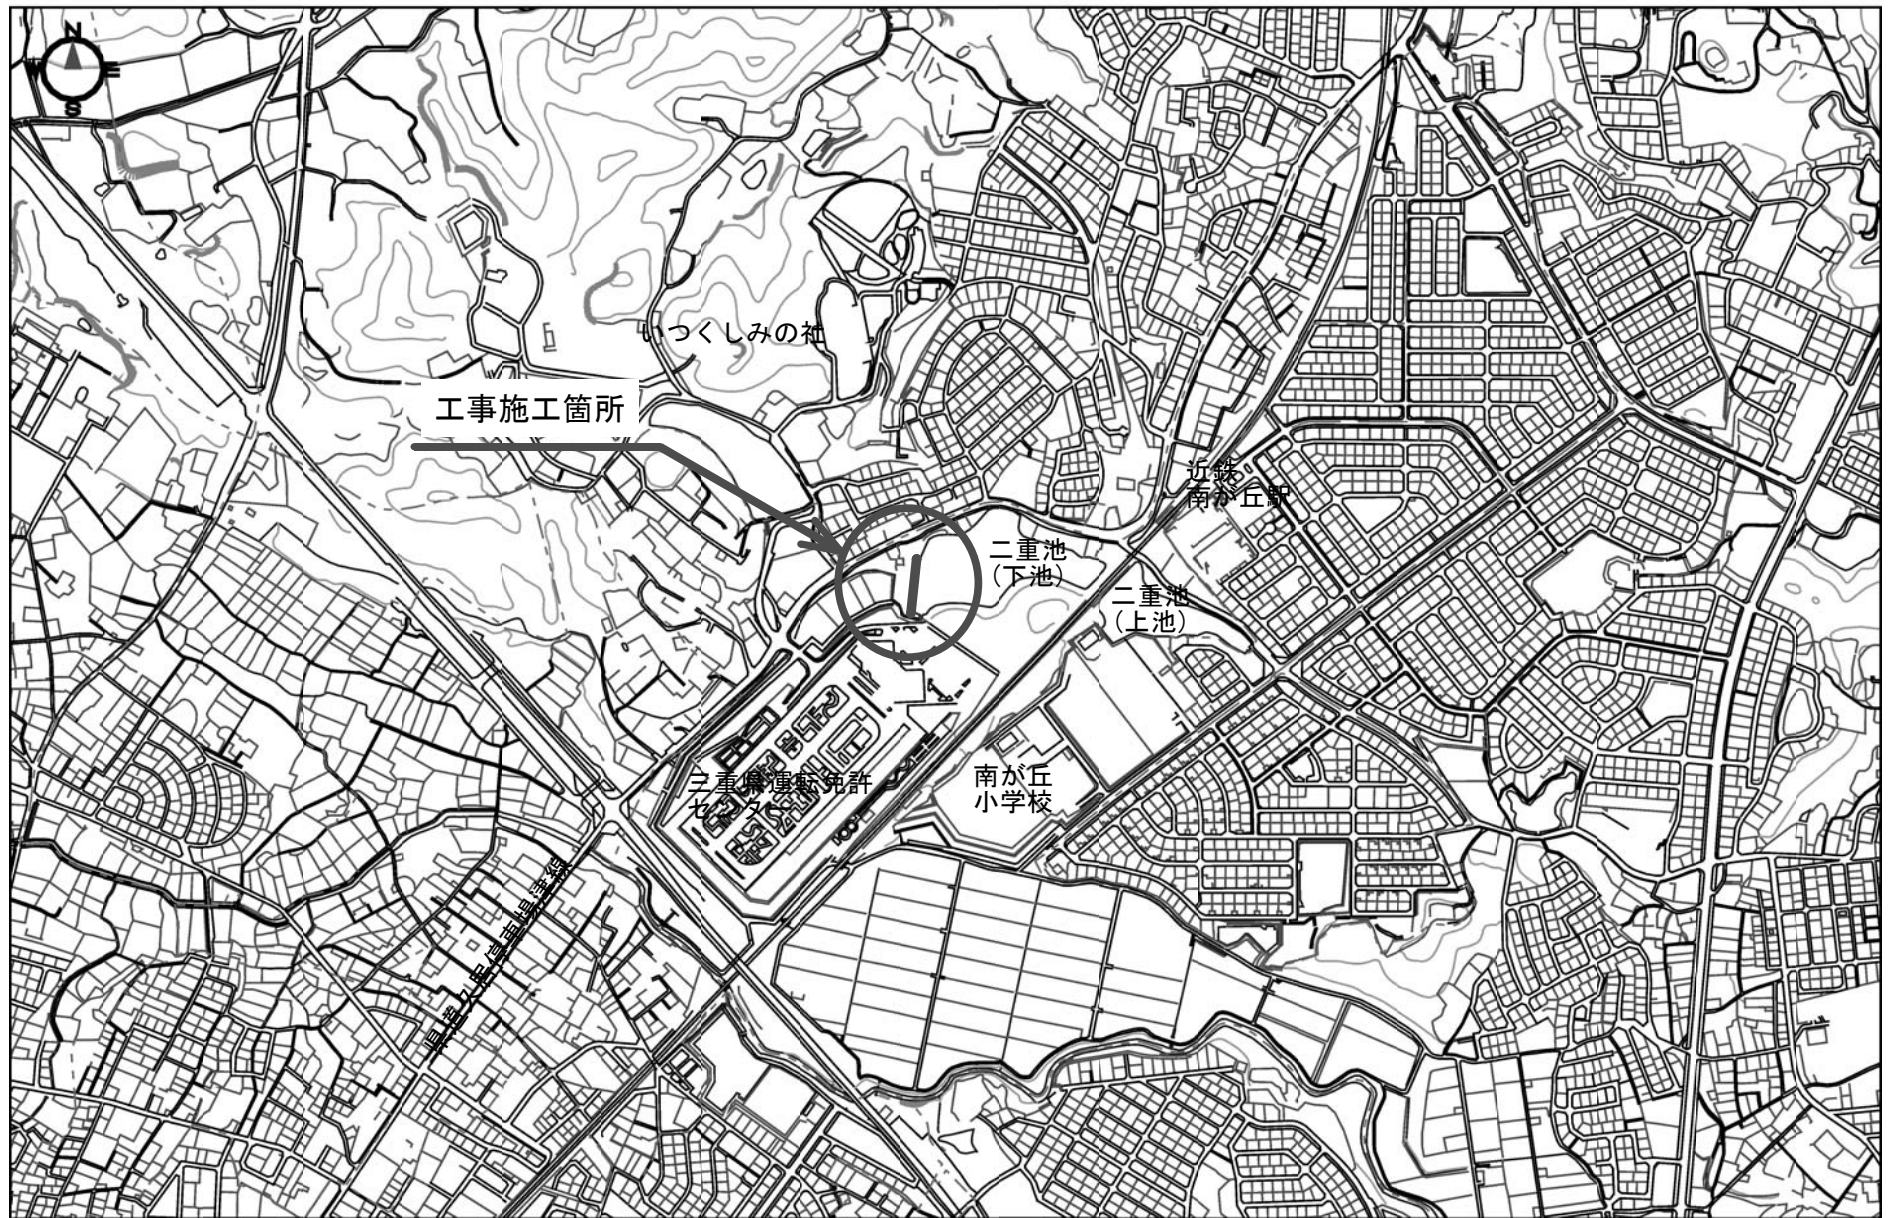 N
W
E
S
いつくしみの社
工事施工箇所
近鉄
南が丘駅
二重池
（下池）
二重池
（上池）
三重県運転免許
センター
南が丘
小学校